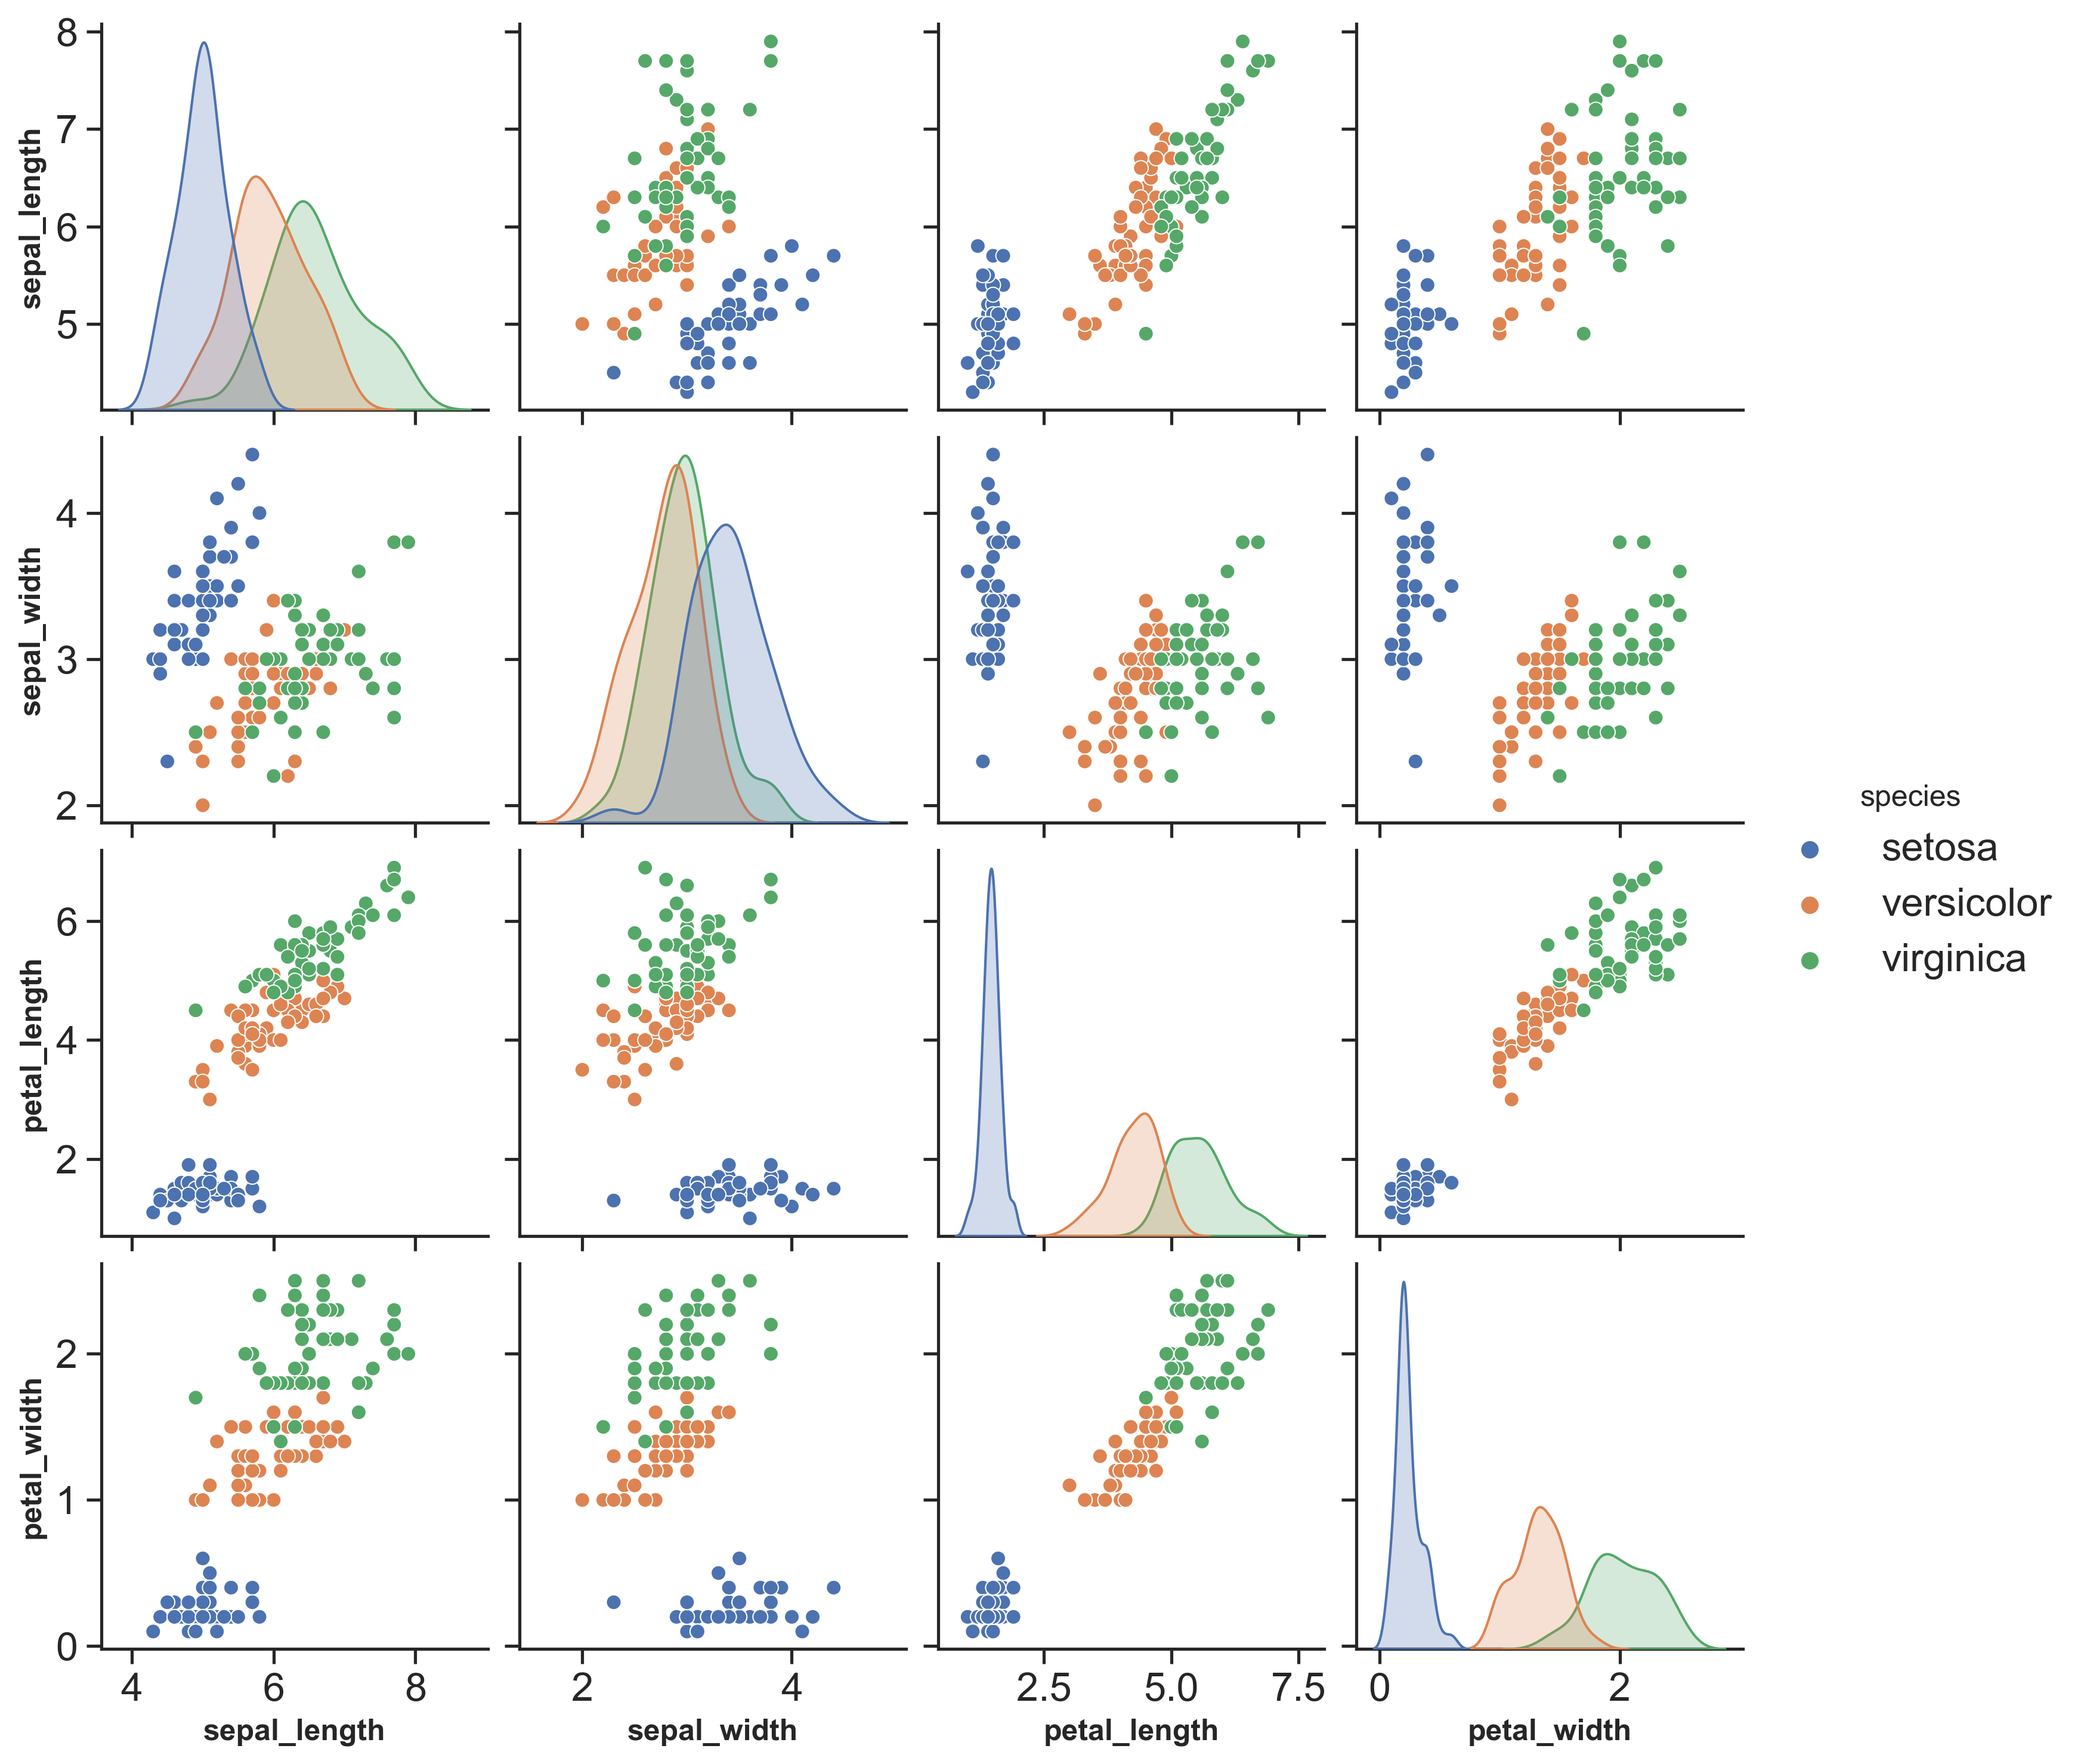 8
7
6
5
sepal_length
4
3
2
sepal_width
6
4
2
petal_length
2
1
0
petal_width
4 6 8
2 4
2.5 5.0 7.5
0 2
sepal_length
sepal_width
petal_length
petal_width
species
setosa
versicolor
virginica